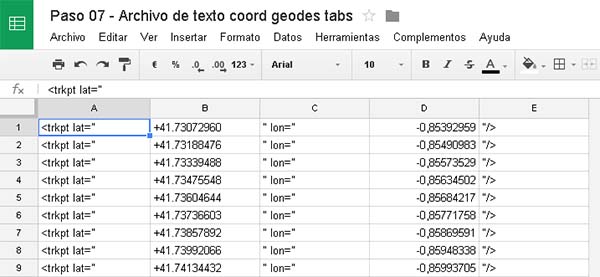 Paso 07 - Archivo de texto coord geodes tabs
Archivo Editar Ver Insertar Formato Datos Herramientas Complementos Ayuda
€ % .0 .00 123 Arial 10 B I S A
fx <trkpt lat="
A B C D E
1 <trkpt lat=" +41.73072960 " lon=" -0,85392959 "/>
2 <trkpt lat=" +41.73188476 " lon=" -0,85490983 "/>
3 <trkpt lat=" +41.73339488 " lon=" -0,85573529 "/>
4 <trkpt lat=" +41.73475548 " lon=" -0,85634502 "/>
5 <trkpt lat=" +41.73604644 " lon=" -0,85684217 "/>
6 <trkpt lat=" +41.73736603 " lon=" -0,85771758 "/>
7 <trkpt lat=" +41.73857892 " lon=" -0,85869591 "/>
8 <trkpt lat=" +41.73992066 " lon=" -0,85948338 "/>
9 <trkpt lat=" +41.74134432 " lon=" -0,85993705 "/>